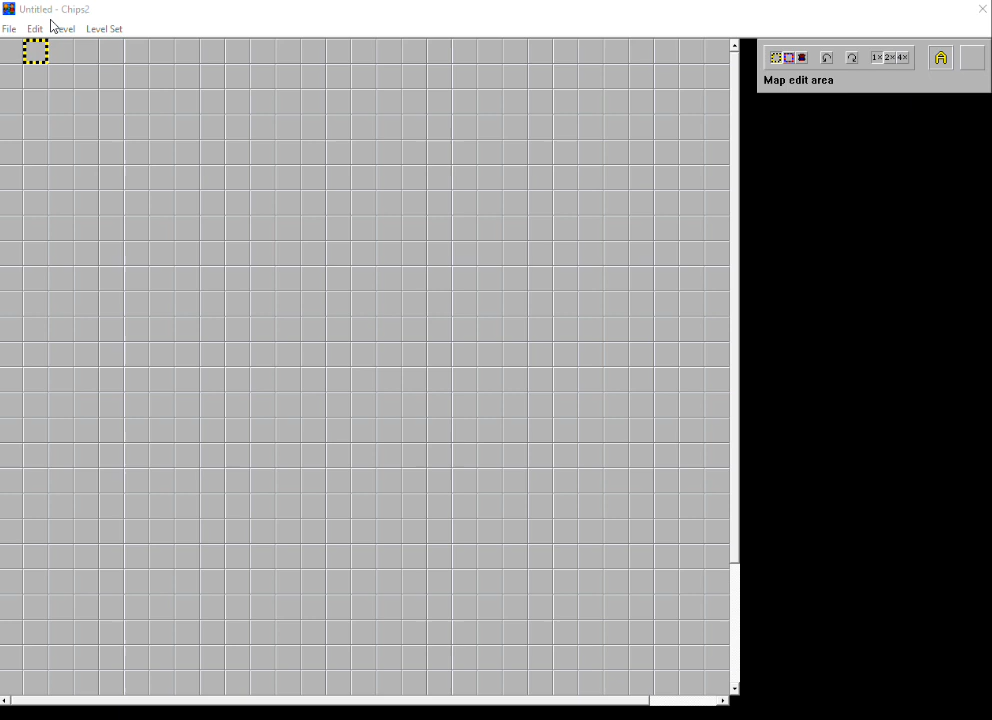 Untitled - Chips2
File Edit Level Level Set
1× 2× 4×
Map edit area